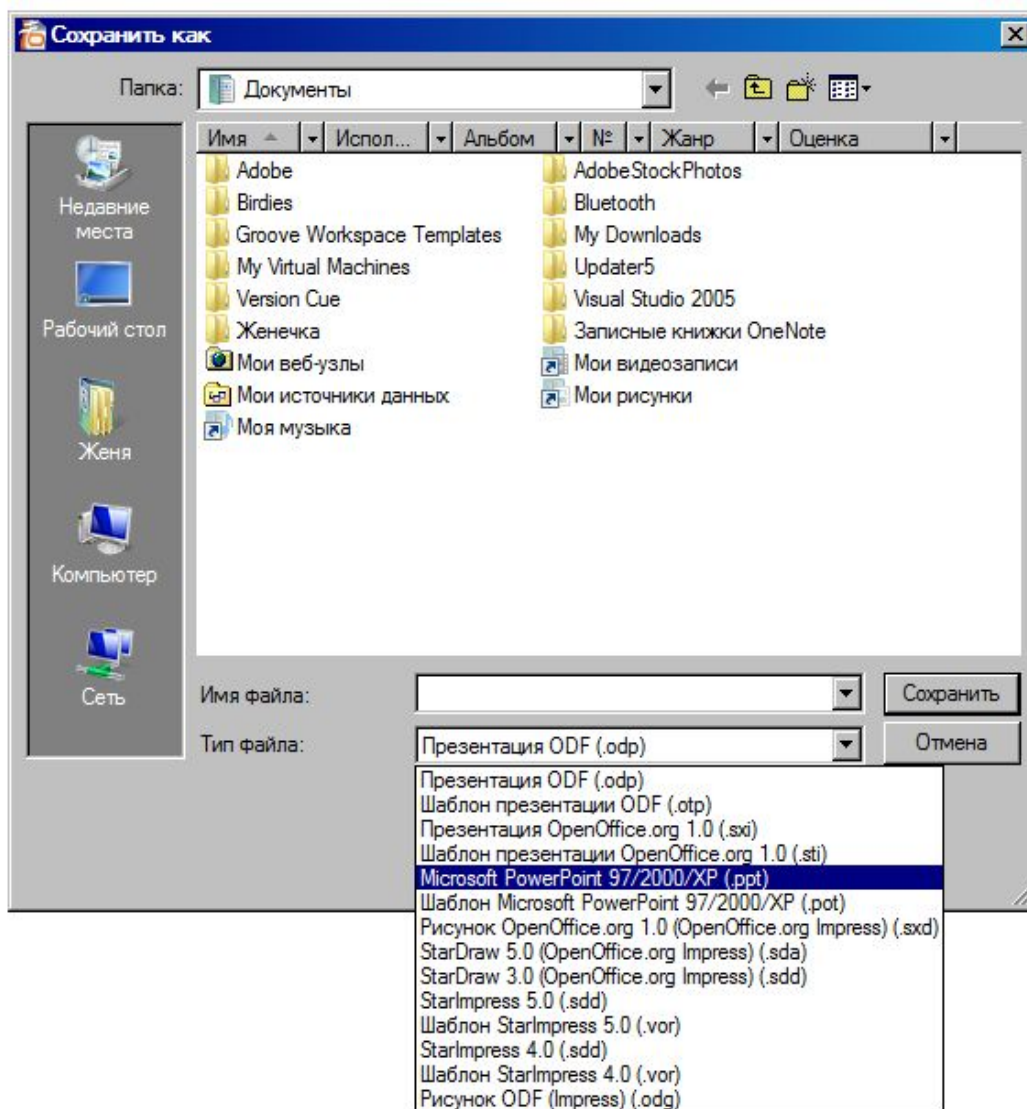 Сохранить как
Папка: Документы
Имя Испол... Альбом № Жанр Оценка
Adobe AdobeStockPhotos
Birdies Bluetooth
Groove Workspace Templates My Downloads
My Virtual Machines Updater5
Version Cue Visual Studio 2005
Женечка Записные книжки OneNote
Мои веб-узлы Мои видеозаписи
Мои источники данных Мои рисунки
Моя музыка
Недавние
места
Рабочий стол
Женя
Компьютер
Сеть
Имя файла: Сохранить
Тип файла: Презентация ODF (.odp) Отмена
Презентация ODF (.odp)
Шаблон презентации ODF (.otp)
Презентация OpenOffice.org 1.0 (.sxi)
Шаблон презентации OpenOffice.org 1.0 (.sti)
Microsoft PowerPoint 97/2000/XP (.ppt)
Шаблон Microsoft PowerPoint 97/2000/XP (.pot)
Рисунок OpenOffice.org 1.0 (OpenOffice.org Impress) (.sxd)
StarDraw 5.0 (OpenOffice.org Impress) (.sda)
StarDraw 3.0 (OpenOffice.org Impress) (.sdd)
StarImpress 5.0 (.sdd)
Шаблон StarImpress 5.0 (.vor)
StarImpress 4.0 (.sdd)
Шаблон StarImpress 4.0 (.vor)
Рисунок ODF (Impress) (.odg)